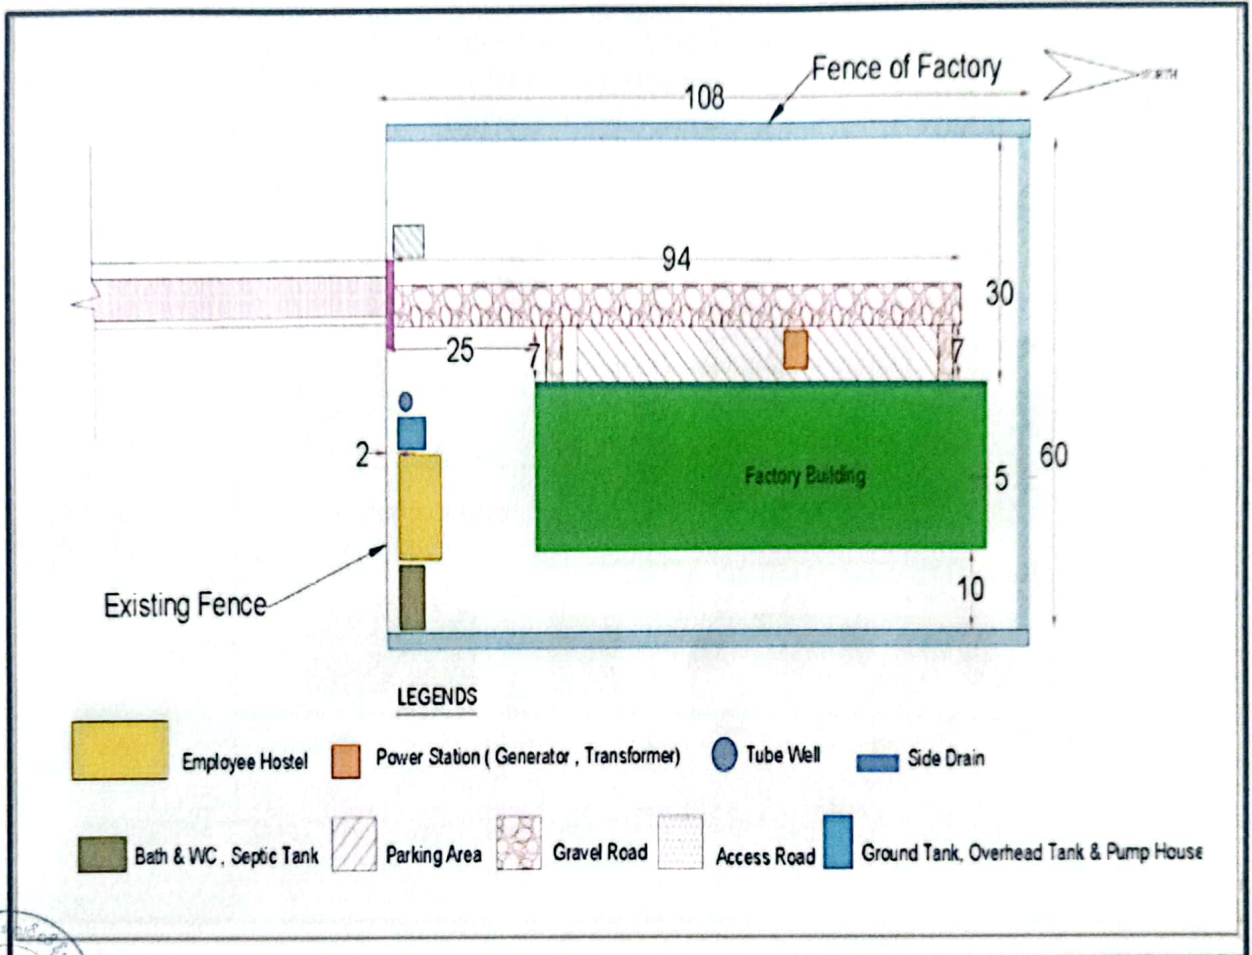 Fence of Factory
NORTH
108
94
30
25
7
7
2
Factory Building
5
60
10
Existing Fence
LEGENDS
Employee Hostel
Power Station ( Generator , Transformer)
Tube Well
Side Drain
Bath & WC , Septic Tank
Parking Area
Gravel Road
Access Road
Ground Tank, Overhead Tank & Pump House